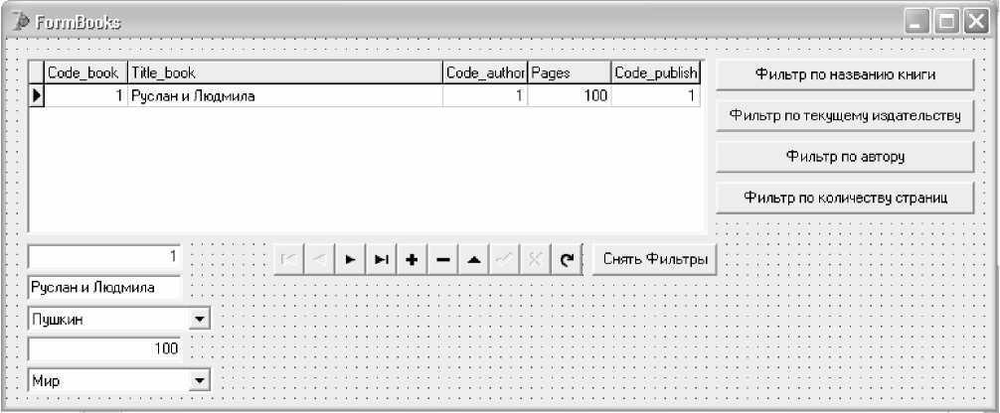 FormBooks
Code_book Title_book Code_author Pages Code_publish
1 Руслан и Людмила 1 100 1
Фильтр по названию книги
Фильтр по текущему издательству
Фильтр по автору
Фильтр по количеству страниц
1
Снять Фильтры
Руслан и Людмила
Пушкин
100
Мир